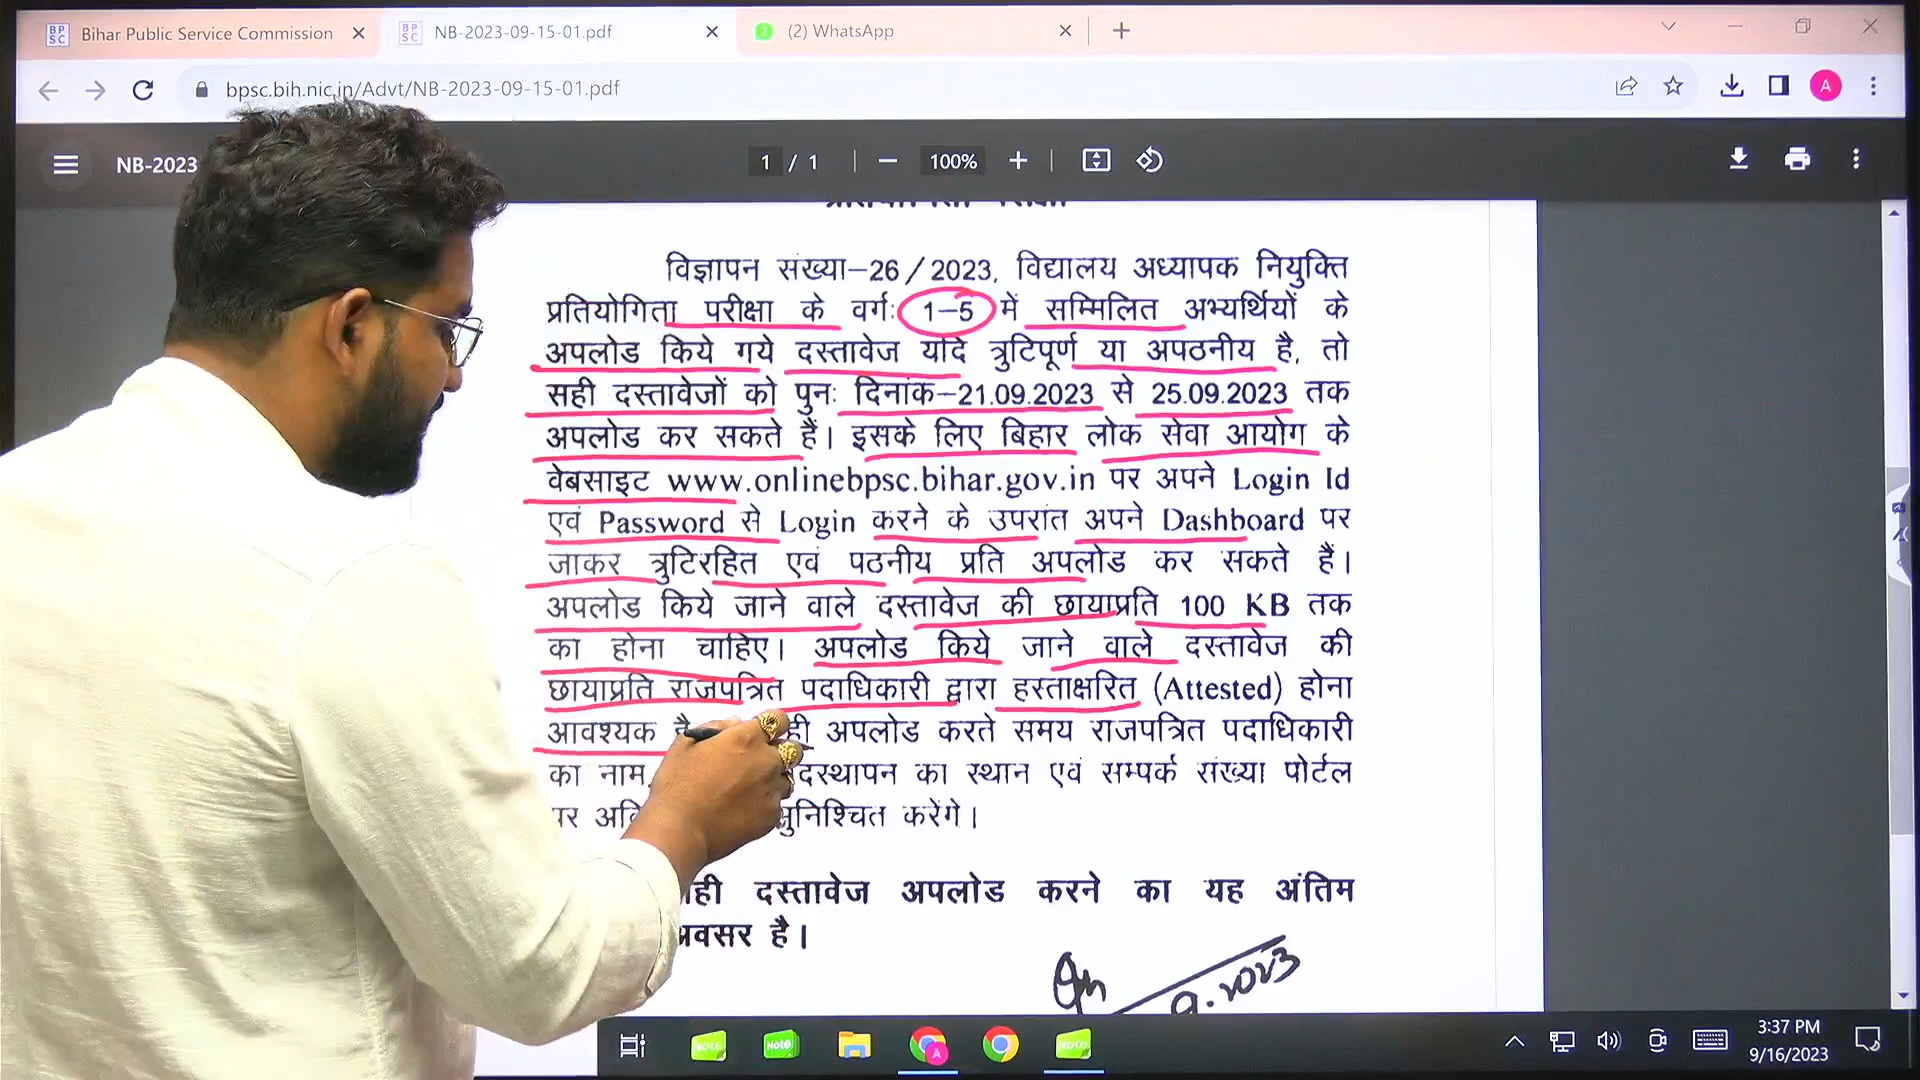 Bihar Public Service Commission
NB-2023-09-15-01.pdf
(2) WhatsApp
bpsc.bih.nic.in/Advt/NB-2023-09-15-01.pdf
A
NB-2023
1 / 1
100%
विज्ञापन संख्या–26/2023, विद्यालय अध्यापक नियुक्ति
प्रतियोगिता परीक्षा के वर्गः 1–5 में सम्मिलित अभ्यर्थियों के
अपलोड किये गये दस्तावेज यदि त्रुटिपूर्ण या अपठनीय है, तो
सही दस्तावेजों को पुनः दिनांक–21.09.2023 से 25.09.2023 तक
अपलोड कर सकते हैं। इसके लिए बिहार लोक सेवा आयोग के
वेबसाइट www.onlinebpsc.bihar.gov.in पर अपने Login Id
एवं Password से Login करने के उपरांत अपने Dashboard पर
जाकर त्रुटिरहित एवं पठनीय प्रति अपलोड कर सकते हैं।
अपलोड किये जाने वाले दस्तावेज की छायाप्रति 100 KB तक
का होना चाहिए। अपलोड किये जाने वाले दस्तावेज की
छायाप्रति राजपत्रित पदाधिकारी द्वारा हस्ताक्षरित (Attested) होना
आवश्यक है अपलोड करते समय राजपत्रित पदाधिकारी
का नाम, का स्थान एवं सम्पर्क संख्या पोर्टल
सुनिश्चित करेंगे।
दस्तावेज अपलोड करने का यह अंतिम
है।
3:37 PM
9/16/2023